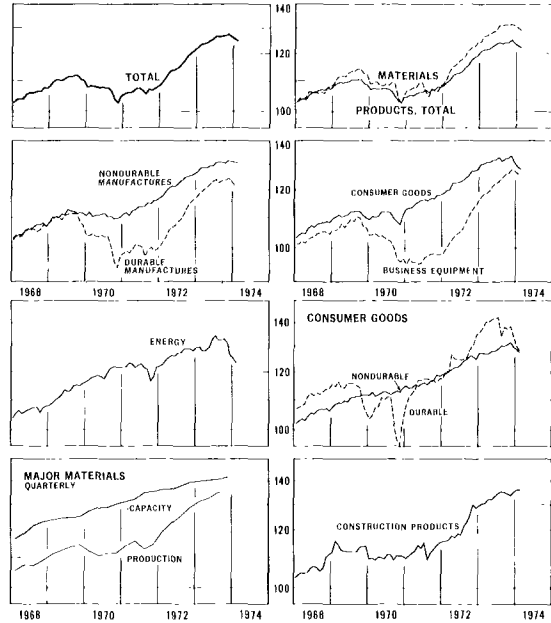 140
120
100
TOTAL
MATERIALS
PRODUCTS, TOTAL
140
120
100
NONDURABLE
MANUFACTURES
DURABLE
MANUFACTURES
CONSUMER GOODS
BUSINESS EQUIPMENT
1968 1970 1972 1974
1968 1970 1972 1974
ENERGY
140
120
100
CONSUMER GOODS
NONDURABLE
DURABLE
MAJOR MATERIALS
QUARTERLY
CAPACITY
PRODUCTION
140
120
100
CONSTRUCTION PRODUCTS
1968 1970 1972 1974
1968 1970 1972 1974